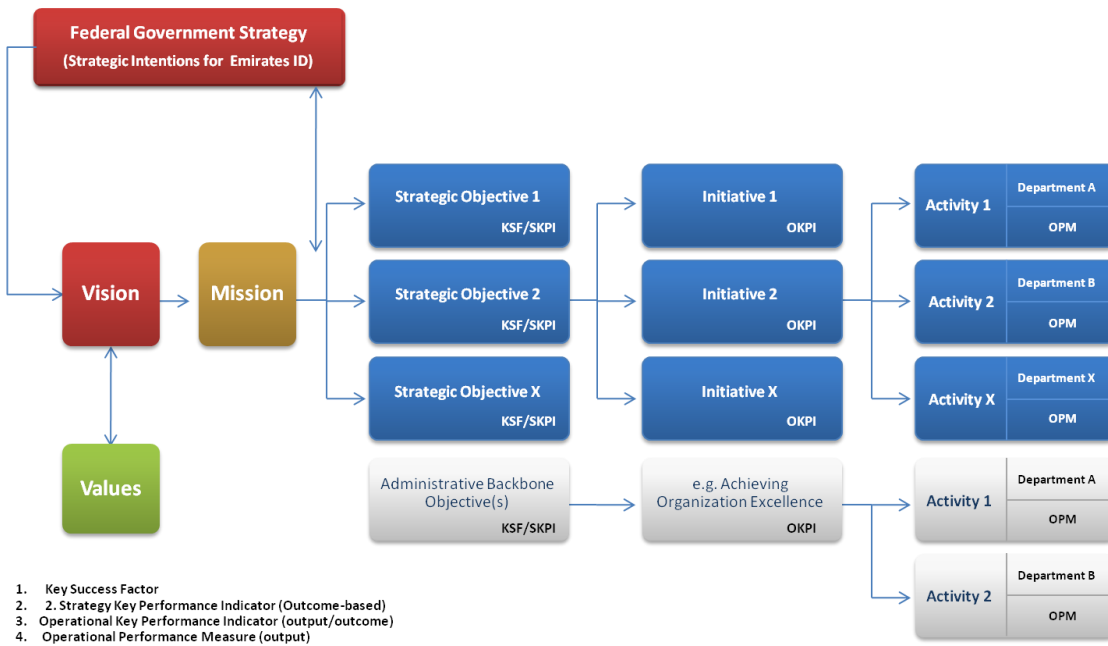 Federal Government Strategy
(Strategic Intentions for Emirates ID)
Vision
Mission
Values
Strategic Objective 1
KSF/SKPI
Strategic Objective 2
KSF/SKPI
Strategic Objective X
KSF/SKPI
Initiative 1
OKPI
Initiative 2
OKPI
Initiative X
OKPI
Activity 1
Department A
OPM
Activity 2
Department B
OPM
Activity X
Department X
OPM
Administrative Backbone
Objective(s)
KSF/SKPI
e.g. Achieving
Organization Excellence
OKPI
Activity 1
Department A
OPM
Activity 2
Department B
OPM
1. Key Success Factor
2. 2. Strategy Key Performance Indicator (Outcome-based)
3. Operational Key Performance Indicator (output/outcome)
4. Operational Performance Measure (output)